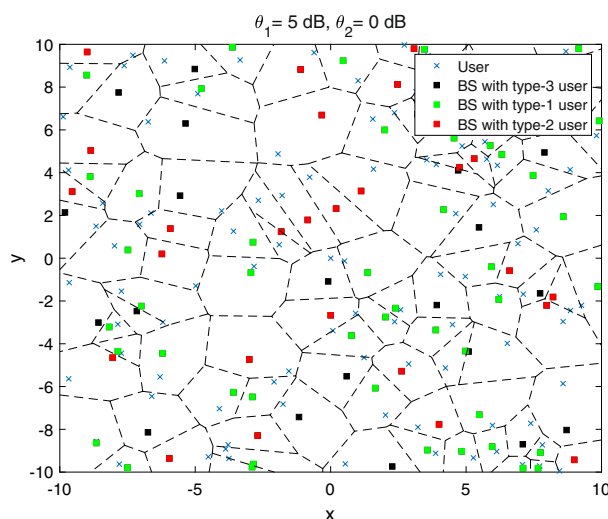 θ₁= 5 dB, θ₂= 0 dB
User
BS with type-3 user
BS with type-1 user
BS with type-2 user
10
8
6
4
2
0
-2
-4
-6
-8
-10
y
-10
-5
0
5
10
x